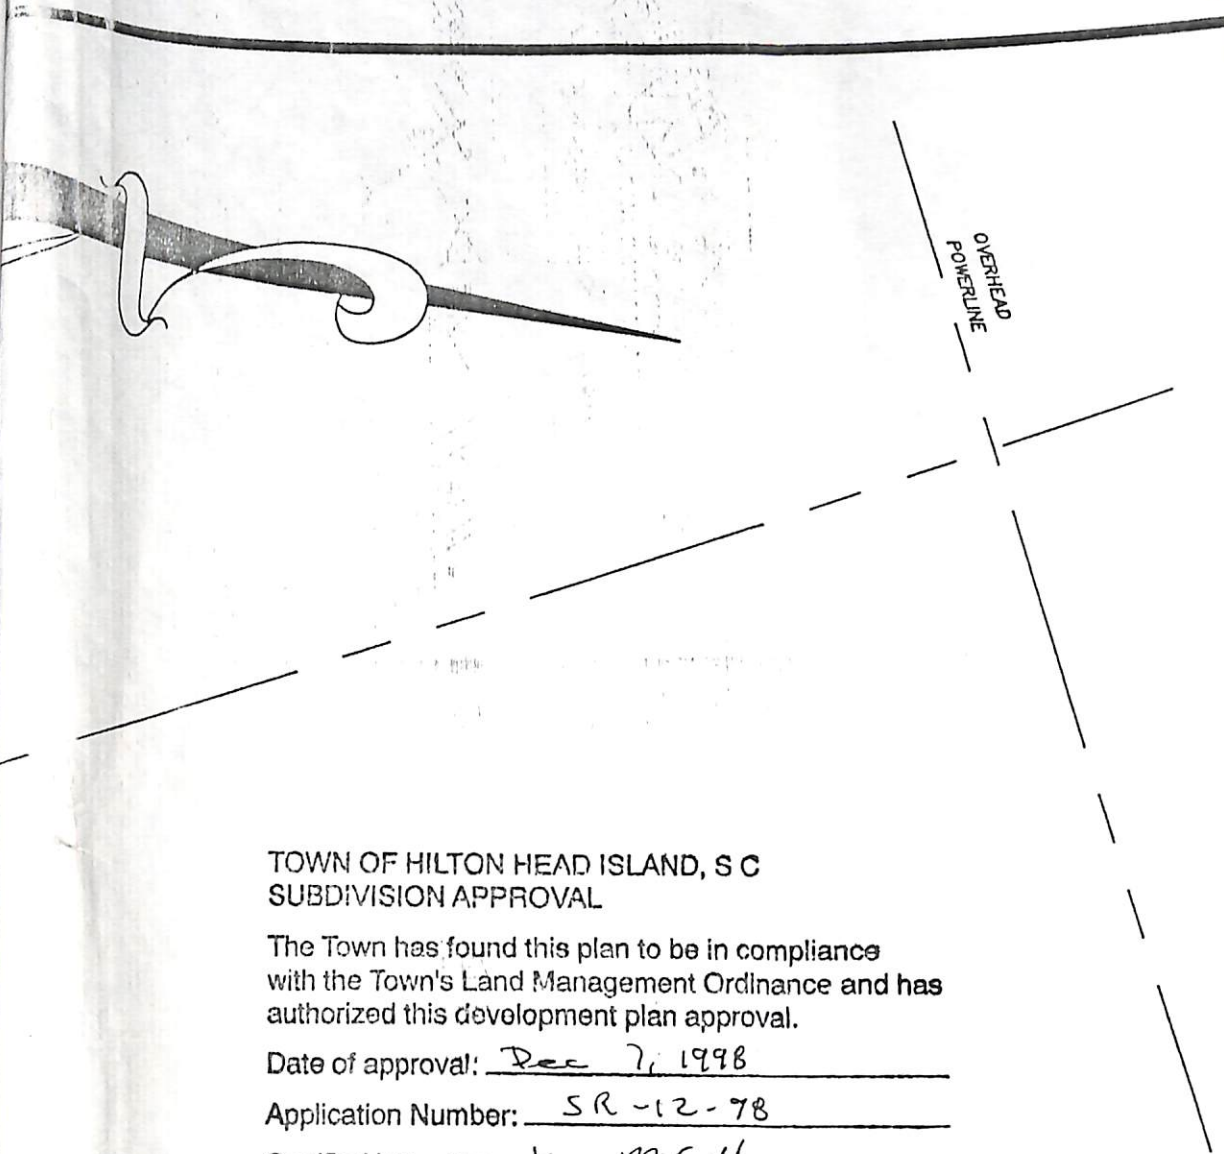 OVERHEAD
POWERLINE
TOWN OF HILTON HEAD ISLAND, S C
SUBDIVISION APPROVAL
The Town has found this plan to be in compliance
with the Town's Land Management Ordinance and has
authorized this development plan approval.
Date of approval: Dec 7, 1998
Application Number: SR-12-98